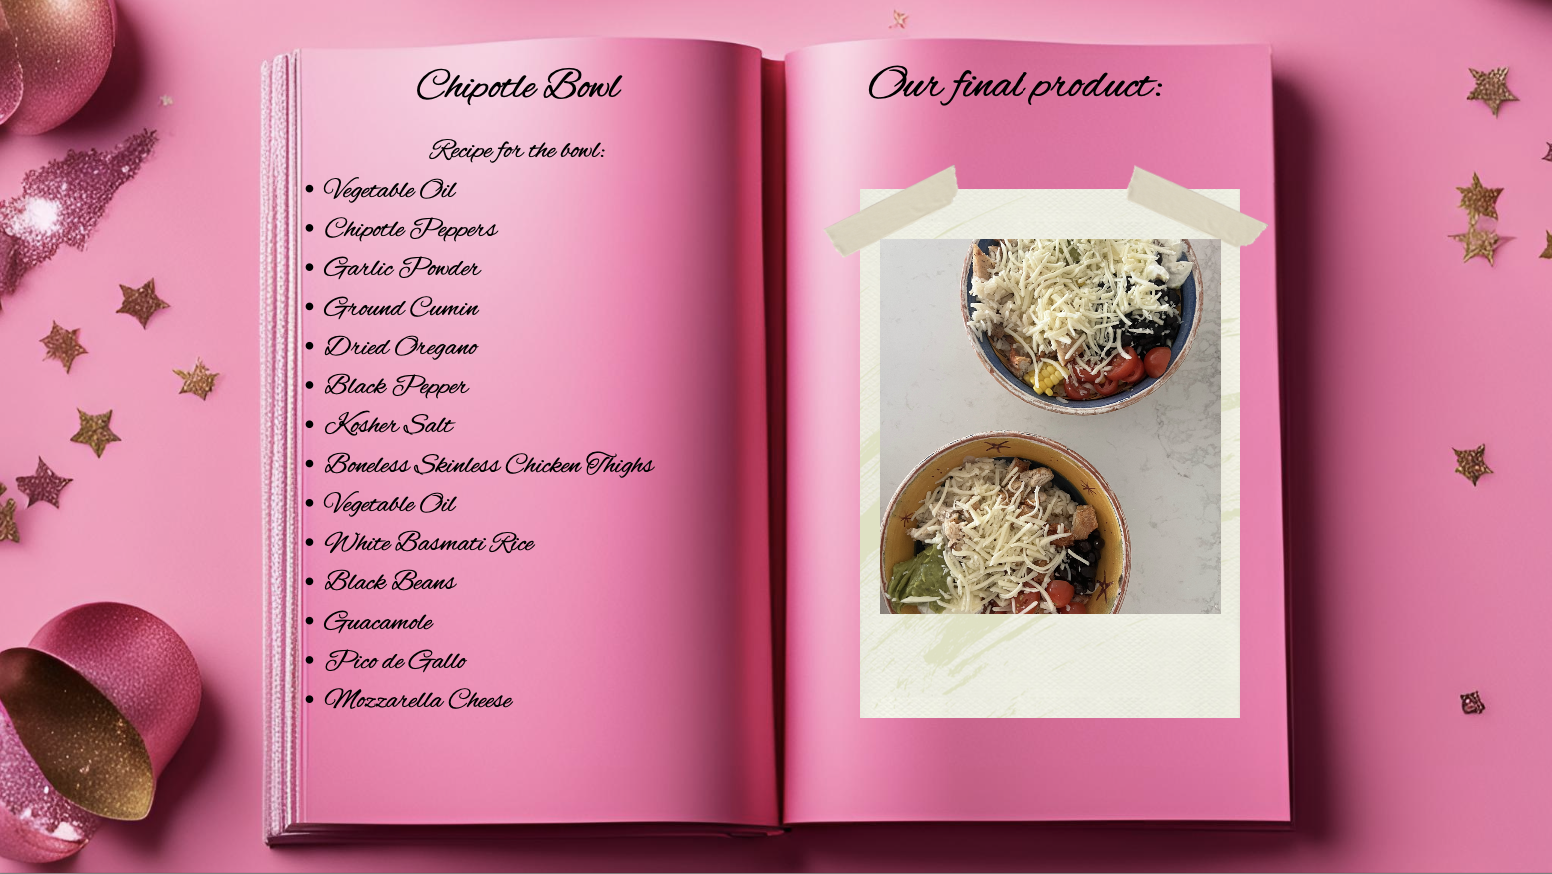 Chipotle Bowl
Recipe for the bowl:
• Vegetable Oil
• Chipotle Peppers
• Garlic Powder
• Ground Cumin
• Dried Oregano
• Black Pepper
• Kosher Salt
• Boneless Skinless Chicken Thighs
• Vegetable Oil
• White Basmati Rice
• Black Beans
• Guacamole
• Pico de Gallo
• Mozzarella Cheese
Our final product: